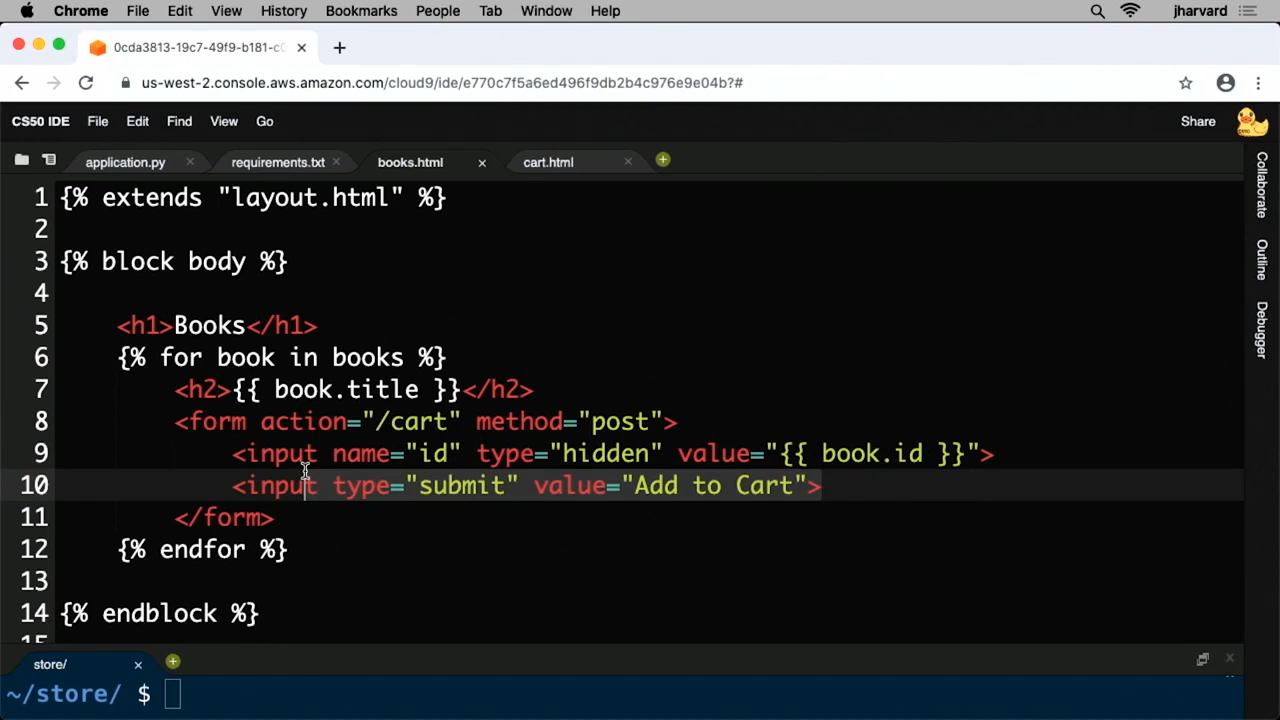 Chrome File Edit View History Bookmarks People Tab Window Help jharvard
0cda3813-19c7-49f9-b181-c
us-west-2.console.aws.amazon.com/cloud9/ide/e770c7f5a6ed496f9db2b4c976e9e04b?#
CS50 IDE File Edit Find View Go Share
application.py requirements.txt books.html cart.html
1 {% extends "layout.html" %}
2
3 {% block body %}
4
5 <h1>Books</h1>
6 {% for book in books %}
7 <h2>{{ book.title }}</h2>
8 <form action="/cart" method="post">
9 <input name="id" type="hidden" value="{{ book.id }}">
10 <input type="submit" value="Add to Cart">
11 </form>
12 {% endfor %}
13
14 {% endblock %}
15
Collaborate
Outline
Debugger
store/
~/store/ $